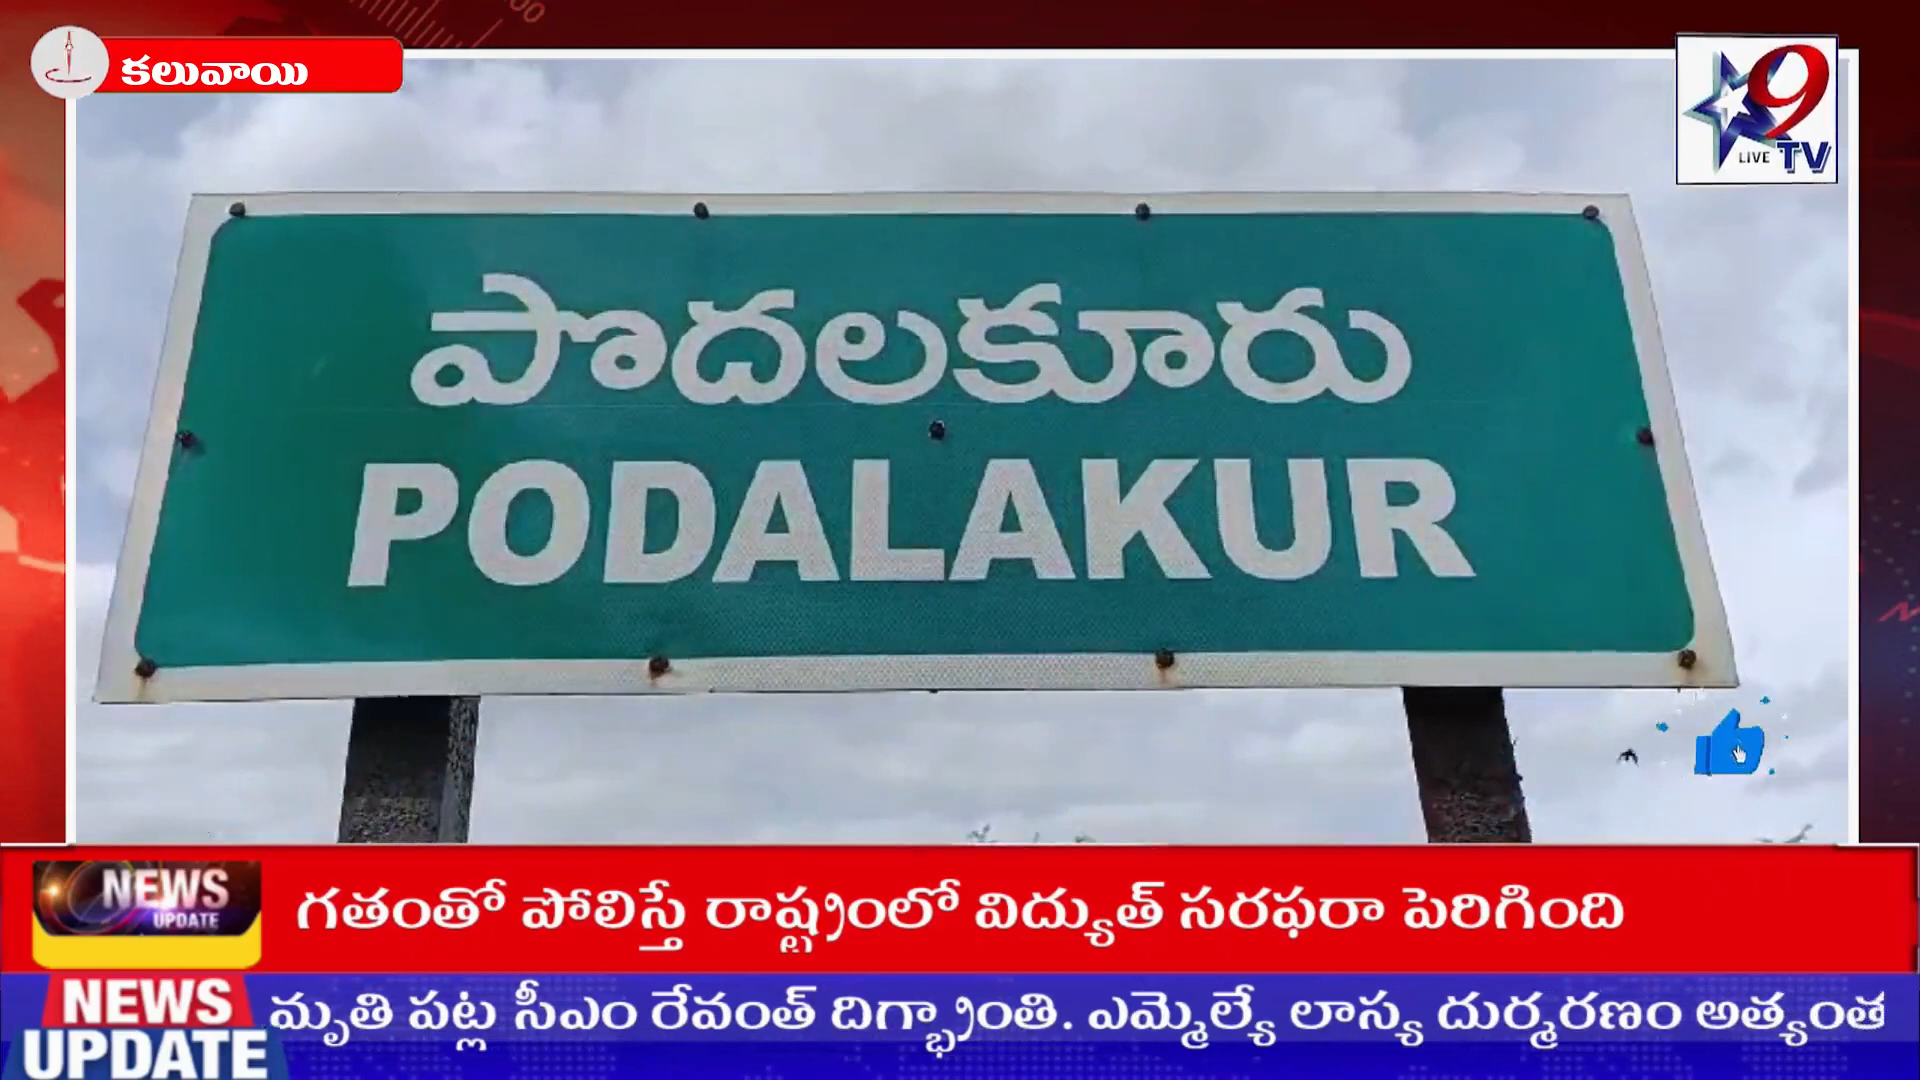 కలువాయి
9
LIVE TV
పొదలకూరు
PODALAKUR
NEWS
UPDATE
గతంతో పోలిస్తే రాష్ట్రంలో విద్యుత్ సరఫరా పెరిగింది
NEWS
UPDATE
మృతి పట్ల సీఎం రేవంత్ దిగ్భ్రాంతి. ఎమ్మెల్యే లాస్య దుర్మరణం అత్యంత